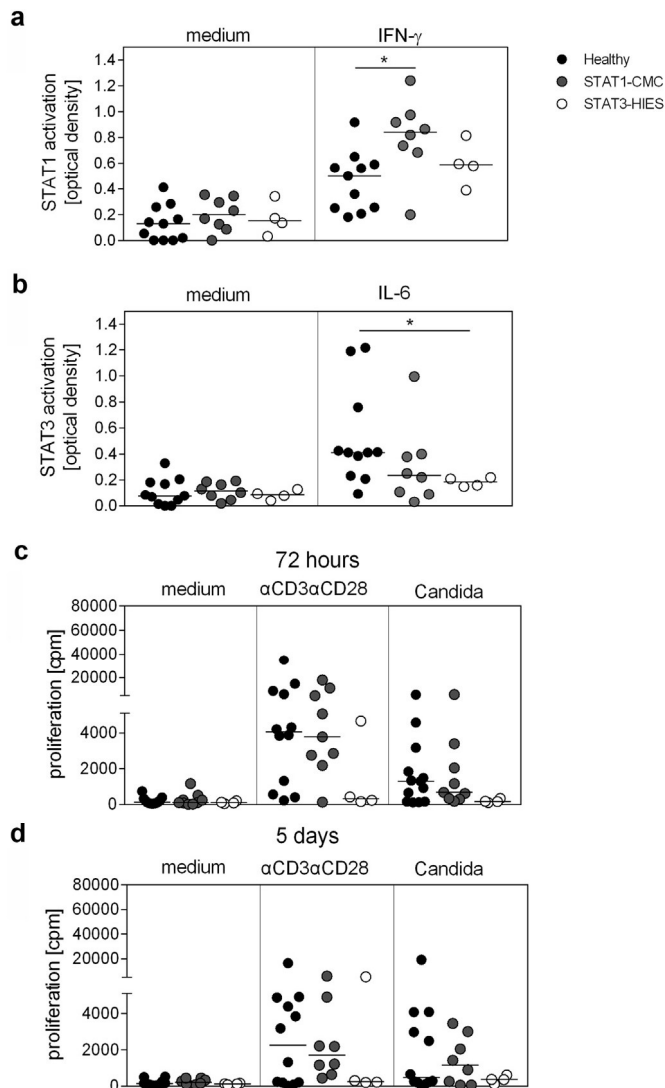 a
medium
IFN-γ
STAT1 activation
[optical density]
1.4
1.2
1.0
0.8
0.6
0.4
0.2
0.0
*
Healthy
STAT1-CMC
STAT3-HIES
b
medium
IL-6
STAT3 activation
[optical density]
1.4
1.2
1.0
0.8
0.6
0.4
0.2
0.0
*
c
72 hours
medium
αCD3αCD28
Candida
proliferation [cpm]
80000
60000
40000
20000
4000
2000
0
d
5 days
medium
αCD3αCD28
Candida
proliferation [cpm]
80000
60000
40000
20000
4000
2000
0